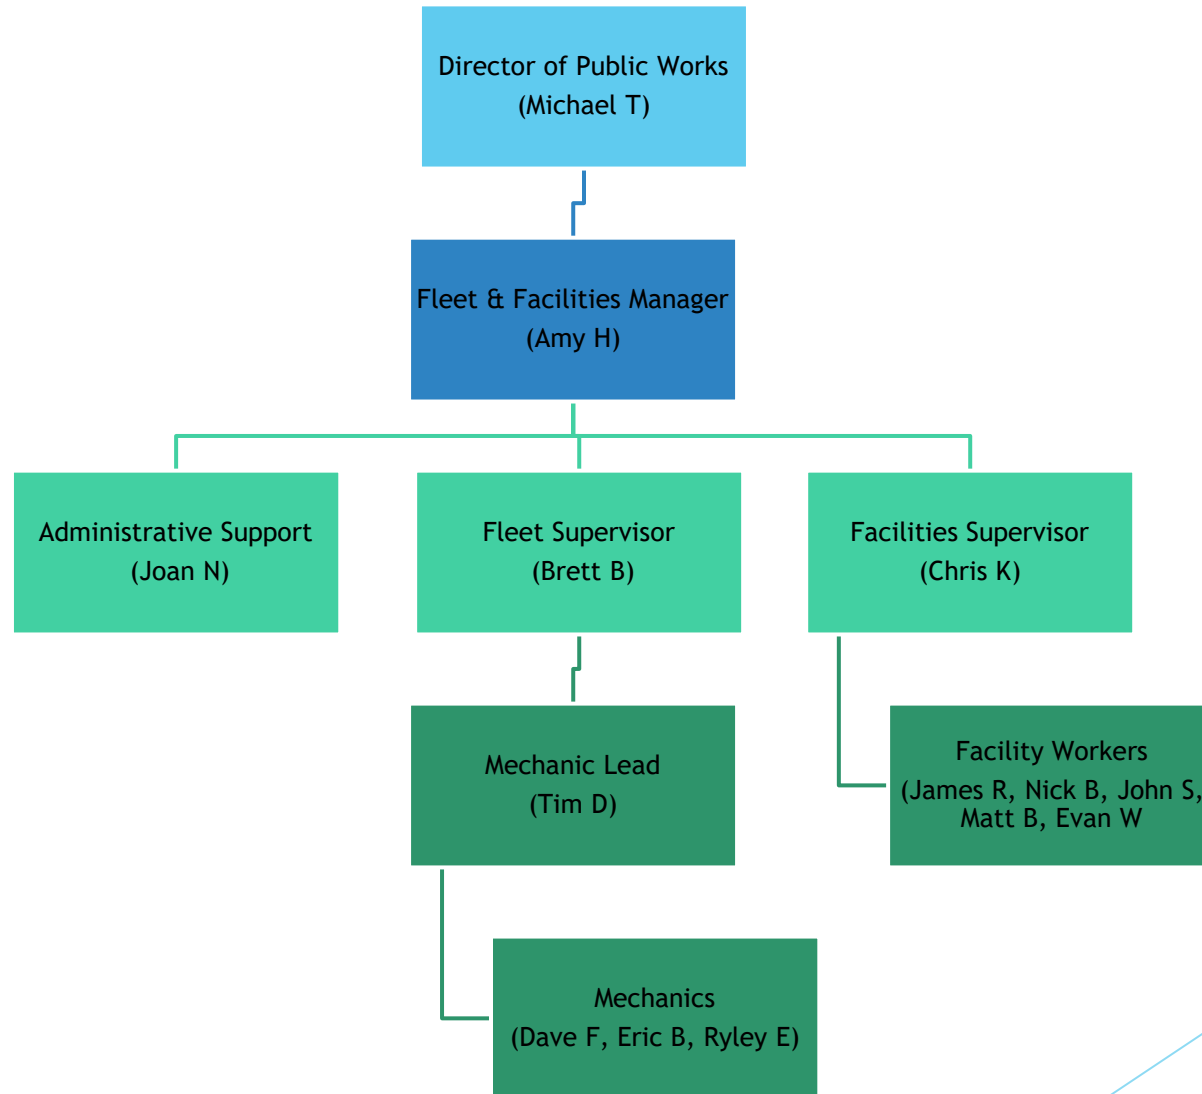 Director of Public Works
(Michael T)
Fleet & Facilities Manager
(Amy H)
Administrative Support
(Joan N)
Fleet Supervisor
(Brett B)
Facilities Supervisor
(Chris K)
Mechanic Lead
(Tim D)
Facility Workers
(James R, Nick B, John S,
Matt B, Evan W
Mechanics
(Dave F, Eric B, Ryley E)